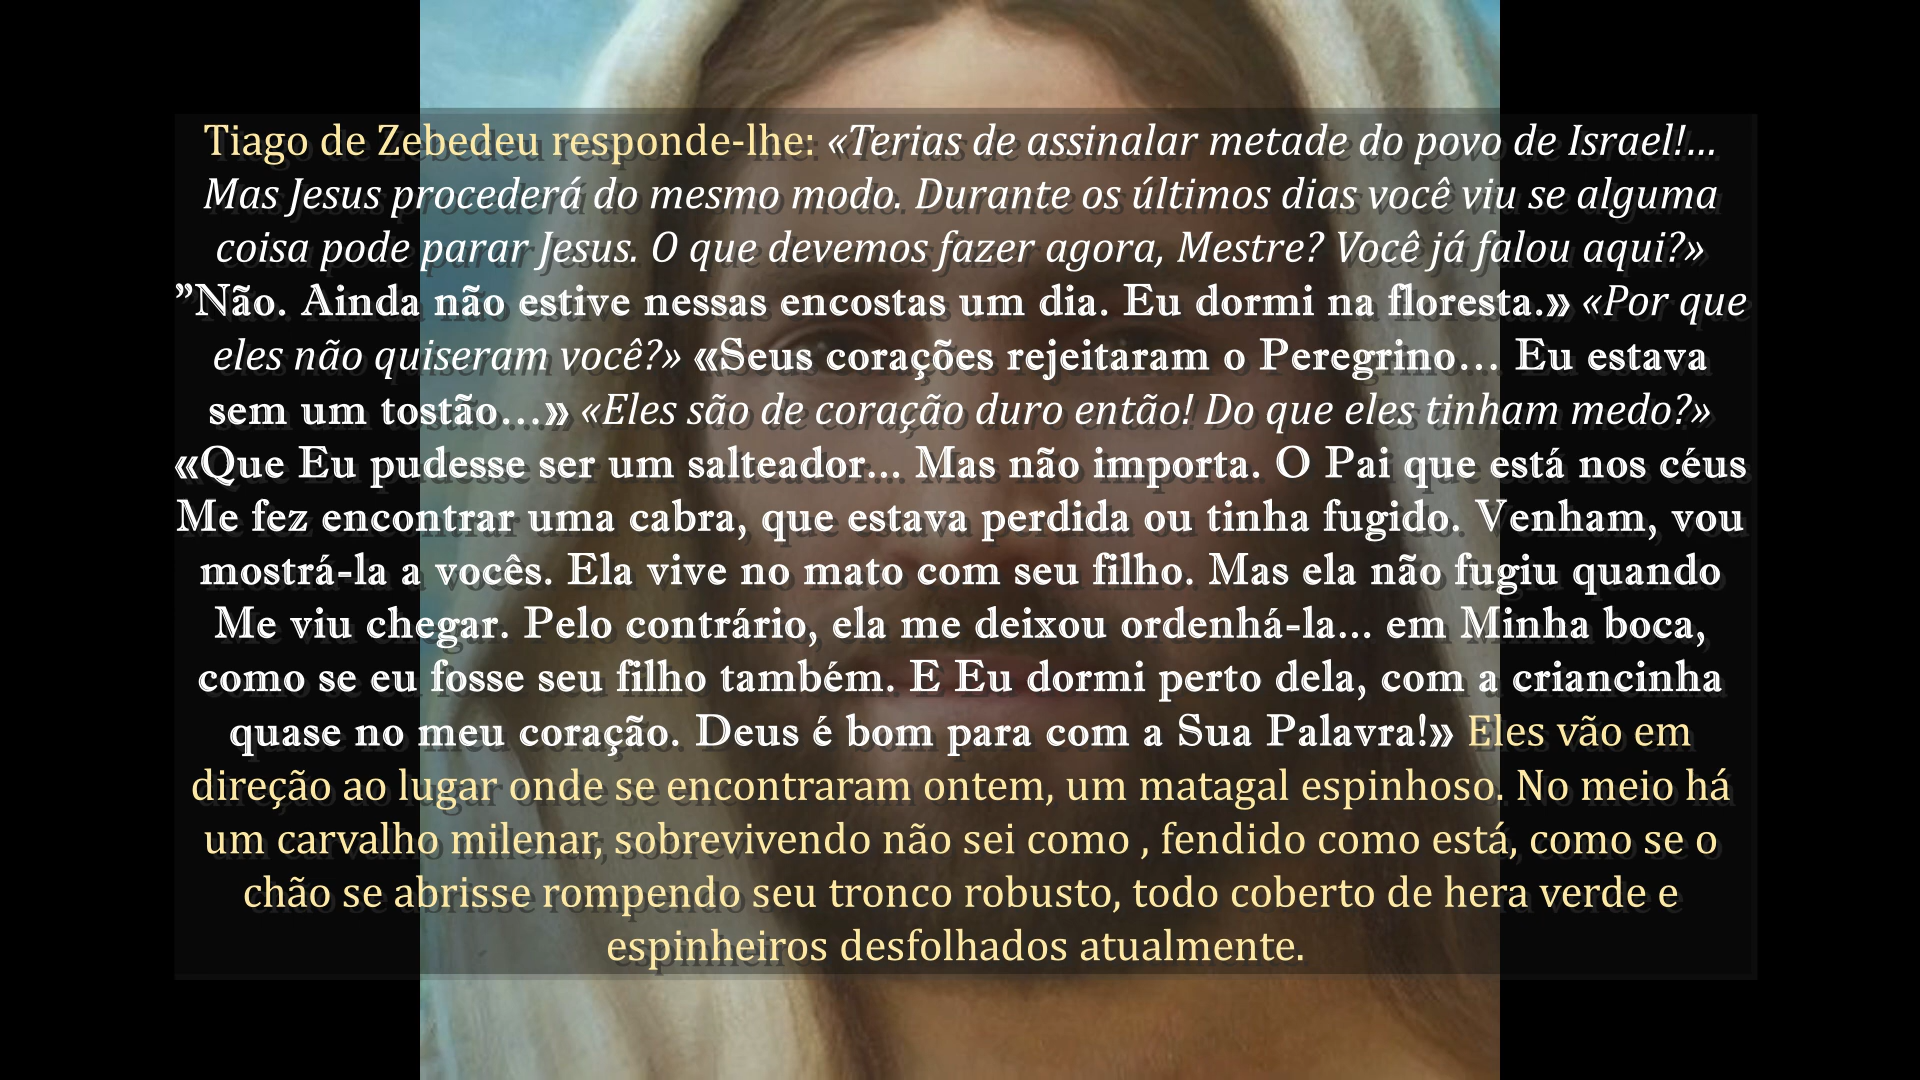 Tiago de Zebedeu responde-lhe: «Terias de assinalar metade do povo de Israel!...
Mas Jesus procederá do mesmo modo. Durante os últimos dias você viu se alguma
coisa pode parar Jesus. O que devemos fazer agora, Mestre? Você já falou aqui?»
”Não. Ainda não estive nessas encostas um dia. Eu dormi na floresta.» «Por que
eles não quiseram você?» «Seus corações rejeitaram o Peregrino… Eu estava
sem um tostão…» «Eles são de coração duro então! Do que eles tinham medo?»
«Que Eu pudesse ser um salteador... Mas não importa. O Pai que está nos céus
Me fez encontrar uma cabra, que estava perdida ou tinha fugido. Venham, vou
mostrá-la a vocês. Ela vive no mato com seu filho. Mas ela não fugiu quando
Me viu chegar. Pelo contrário, ela me deixou ordenhá-la... em Minha boca,
como se eu fosse seu filho também. E Eu dormi perto dela, com a criancinha
quase no meu coração. Deus é bom para com a Sua Palavra!» Eles vão em
direção ao lugar onde se encontraram ontem, um matagal espinhoso. No meio há
um carvalho milenar, sobrevivendo não sei como , fendido como está, como se o
chão se abrisse rompendo seu tronco robusto, todo coberto de hera verde e
espinheiros desfolhados atualmente.